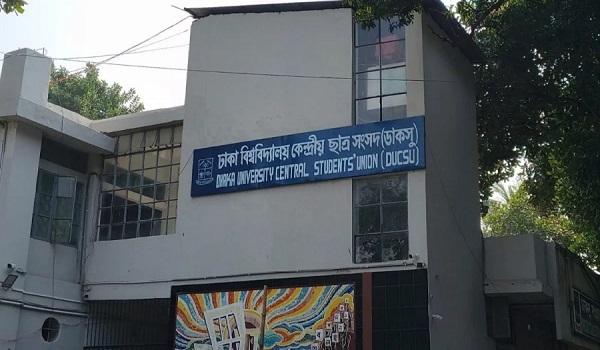 ঢাকা বিশ্ববিদ্যালয় কেন্দ্রীয় ছাত্র সংসদ (ডাকসু)
DHAKA UNIVERSITY CENTRAL STUDENTS' UNION (DUCSU)